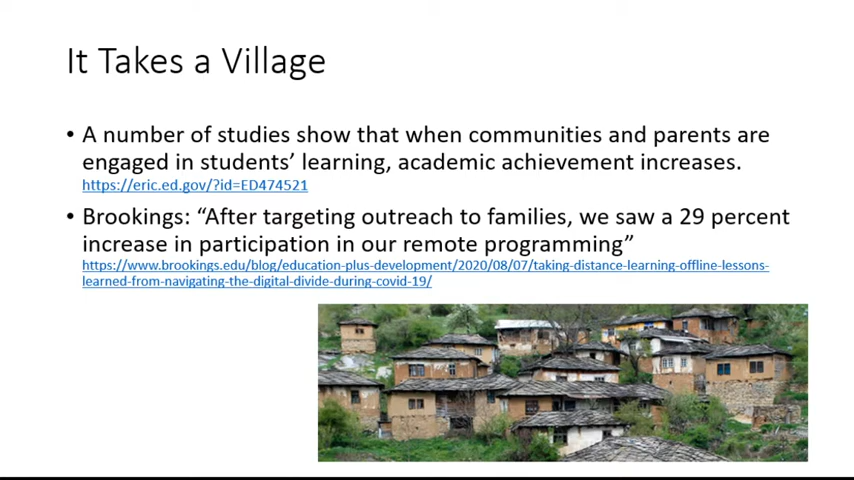 It Takes a Village
• A number of studies show that when communities and parents are
engaged in students’ learning, academic achievement increases.
https://eric.ed.gov/?id=ED474521
• Brookings: “After targeting outreach to families, we saw a 29 percent
increase in participation in our remote programming”
https://www.brookings.edu/blog/education-plus-development/2020/08/07/taking-distance-learning-offline-lessons-
learned-from-navigating-the-digital-divide-during-covid-19/